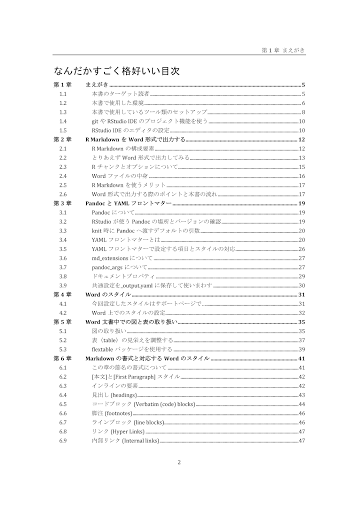 第 1 章 まえがき
なんだかすごく格好いい目次
第 1 章 まえがき 5
1.1 本書のターゲット読者 5
1.2 本書で使用した環境 6
1.3 本書で使用しているツール類のセットアップ 8
1.4 git や RStudio IDE のプロジェクト機能を使う 10
1.5 RStudio IDE のエディタの設定 10
第 2 章 R Markdown を Word 形式で出力する 12
2.1 R Markdown の構成要素 12
2.2 とりあえず Word 形式で出力してみる 13
2.3 R チャンクとオプションについて 15
2.4 Word ファイルの中身 16
2.5 R Markdown を使うメリット 17
2.6 Word 形式で出力する際のポイントと本書の流れ 17
第 3 章 Pandoc と YAML フロントマター 19
3.1 Pandoc について 19
3.2 RStudio が使う Pandoc の場所とバージョンの確認 19
3.3 knit 時に Pandoc へ渡すデフォルトの引数 20
3.4 YAML フロントマターとは 20
3.5 YAML フロントマターで設定する項目とスタイルの対応 26
3.6 md_extensions について 27
3.7 pandoc_args について 27
3.8 ドキュメントプロパティ 29
3.9 共通設定を_output.yaml に保存して使いまわす 30
第 4 章 Word のスタイル 31
4.1 今回設定したスタイルはサポートページで 31
4.2 Word 上でのスタイルの設定 32
第 5 章 Word 文書中での図と表の取り扱い 35
5.1 図の取り扱い 35
5.2 表（table）の見栄えを調整する 37
5.3 flextable パッケージを使用する 39
第 6 章 Markdown の書式と対応する Word のスタイル 41
6.1 この章の節名の書式について 41
6.2 [本文]と[First Paragraph] スタイル 42
6.3 インラインの要素 42
6.4 見出し (headings) 43
6.5 コードブロック (Verbatim (code) blocks) 44
6.6 脚注 (footnotes) 46
6.7 ラインブロック (line blocks) 46
6.8 リンク (Hyper Links) 47
6.9 内部リンク (Internal links) 47
2